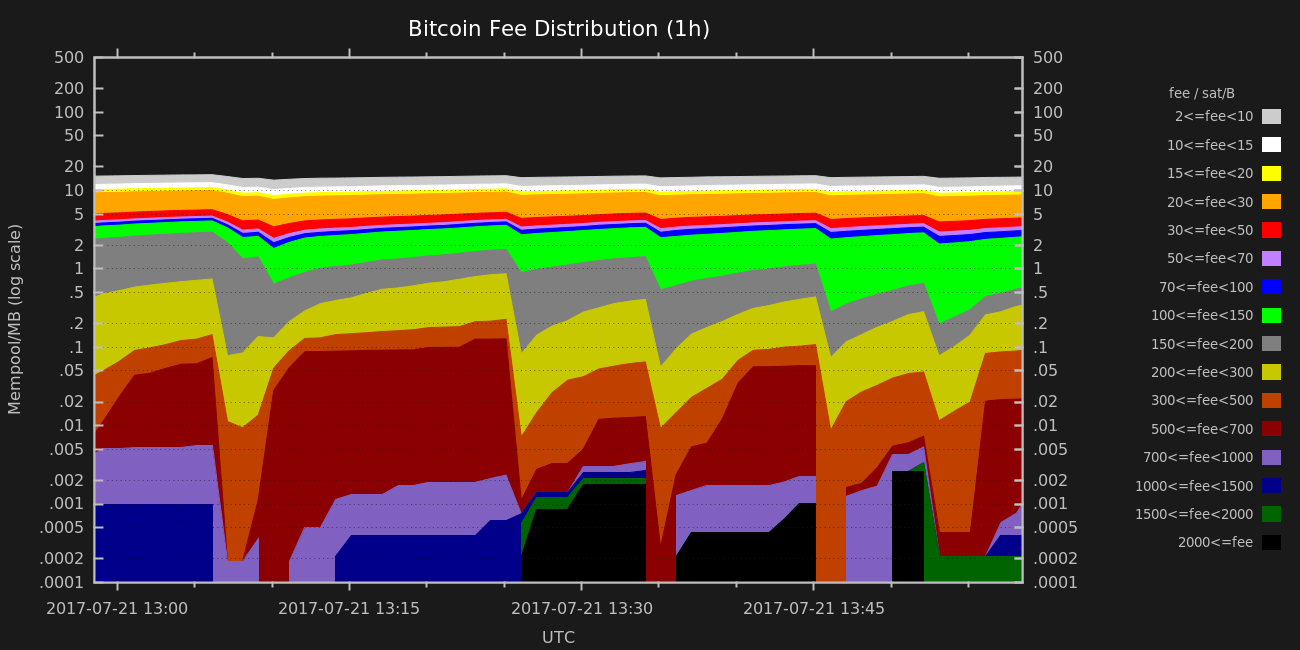 Bitcoin Fee Distribution (1h)
Mempool/MB (log scale)
500
200
100
50
20
10
5
2
1
.5
.2
.1
.05
.02
.01
.005
.002
.001
.0005
.0002
.0001
500
200
100
50
20
10
5
2
1
.5
.2
.1
.05
.02
.01
.005
.002
.001
.0005
.0002
.0001
2017-07-21 13:00
2017-07-21 13:15
2017-07-21 13:30
2017-07-21 13:45
UTC
fee / sat/B
2<=fee<10
10<=fee<15
15<=fee<20
20<=fee<30
30<=fee<50
50<=fee<70
70<=fee<100
100<=fee<150
150<=fee<200
200<=fee<300
300<=fee<500
500<=fee<700
700<=fee<1000
1000<=fee<1500
1500<=fee<2000
2000<=fee